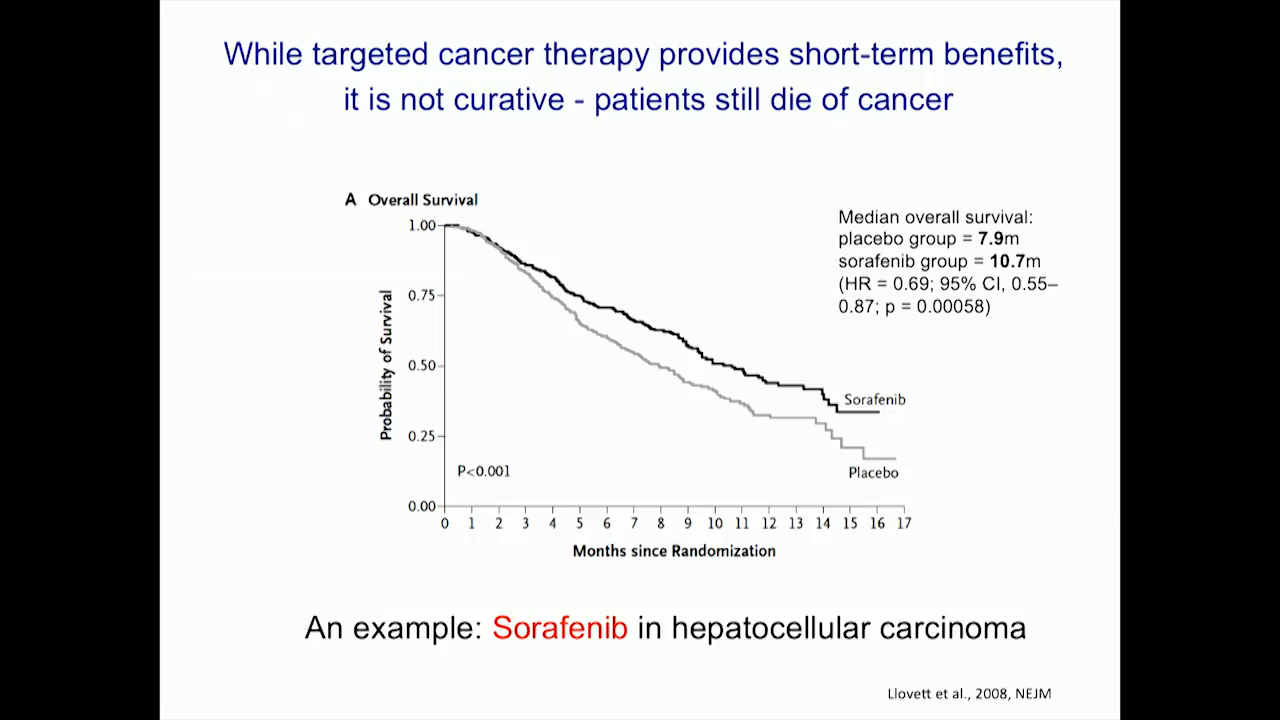 While targeted cancer therapy provides short-term benefits,
it is not curative - patients still die of cancer
A Overall Survival
Median overall survival:
placebo group = 7.9m
sorafenib group = 10.7m
(HR = 0.69; 95% CI, 0.55–
0.87; p = 0.00058)
Probability of Survival
1.00
0.75
0.50
0.25
0.00
Sorafenib
Placebo
P<0.001
0 1 2 3 4 5 6 7 8 9 10 11 12 13 14 15 16 17
Months since Randomization
An example: Sorafenib in hepatocellular carcinoma
Llovett et al., 2008, NEJM